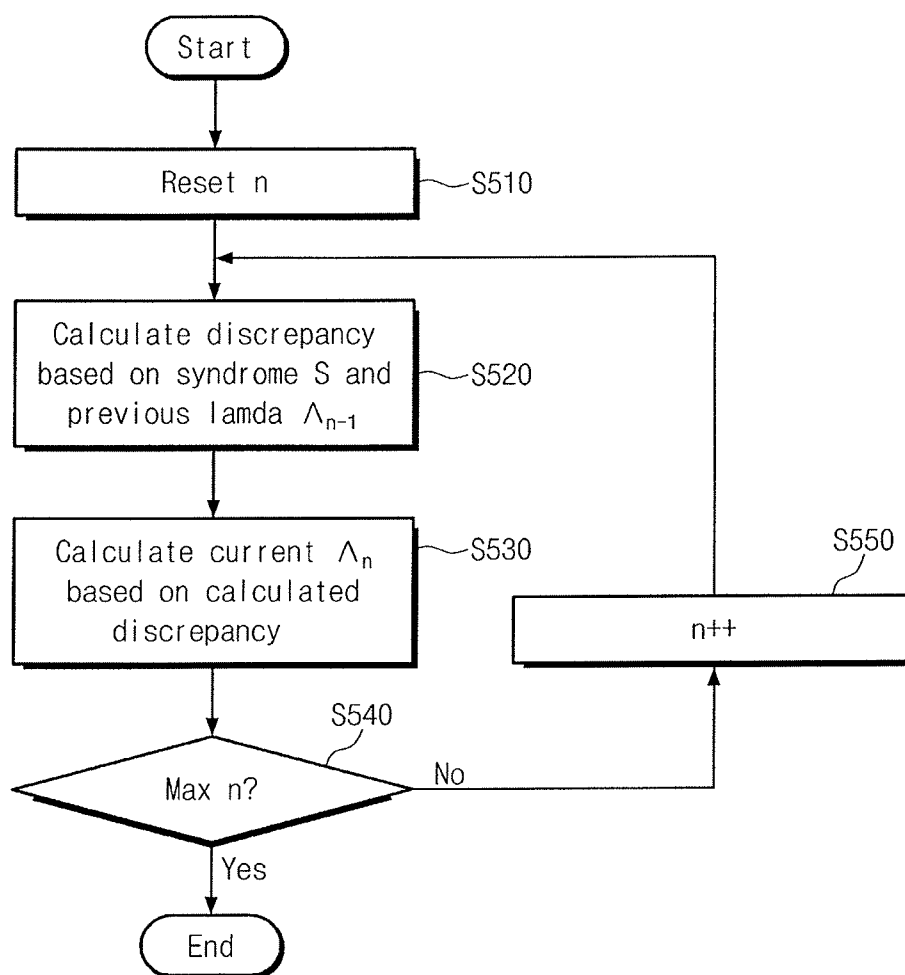 Start
Reset n
S510
Calculate discrepancy
based on syndrome S and
previous lamda Λn-1
S520
Calculate current Λn
based on calculated
discrepancy
S530
S550
n++
S540
Max n?
No
Yes
End